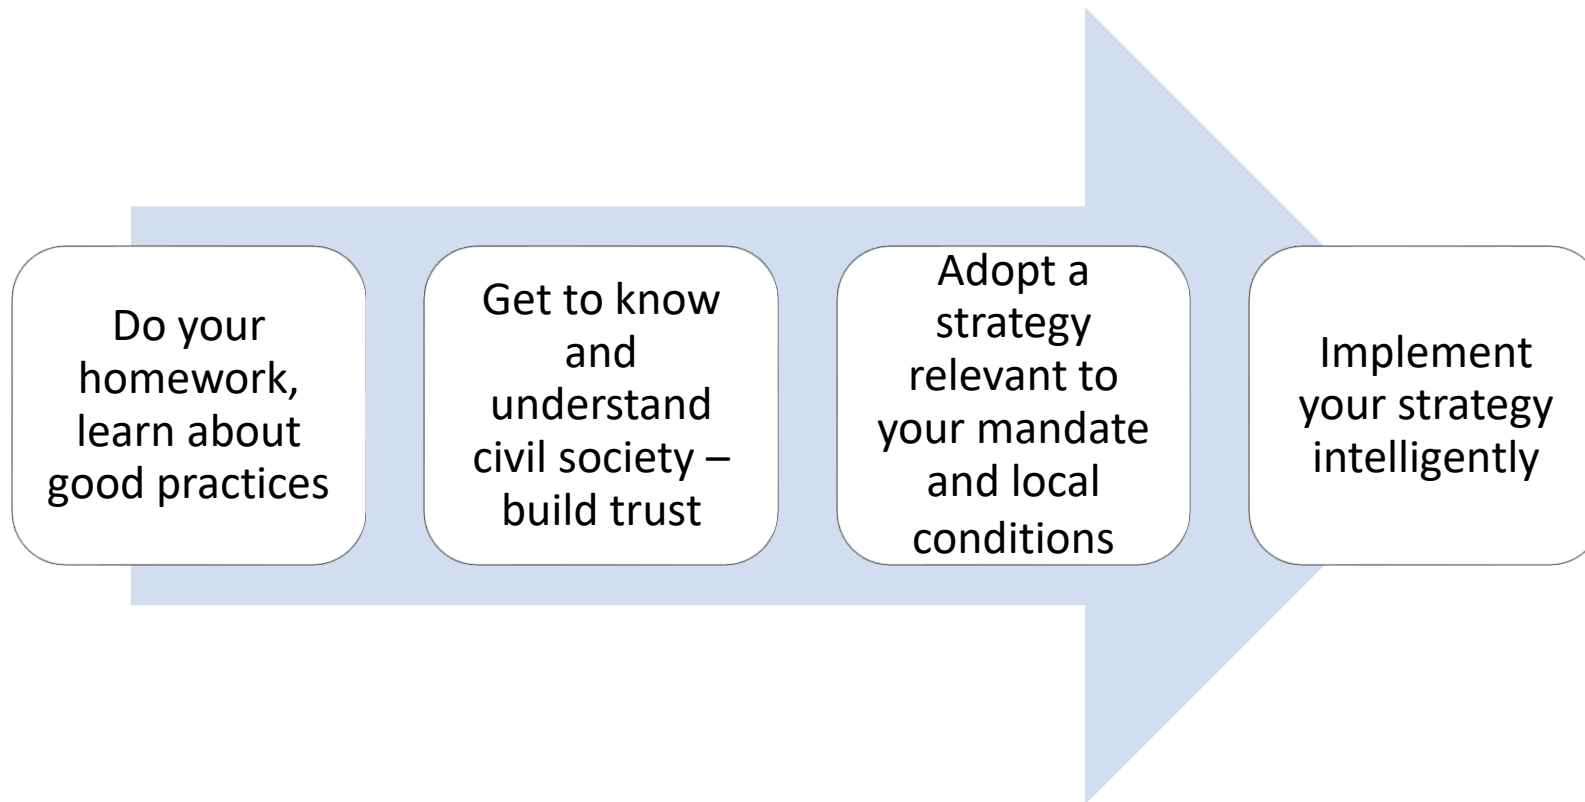 Do your
homework,
learn about
good practices
Get to know
and
understand
civil society –
build trust
Adopt a
strategy
relevant to
your mandate
and local
conditions
Implement
your strategy
intelligently